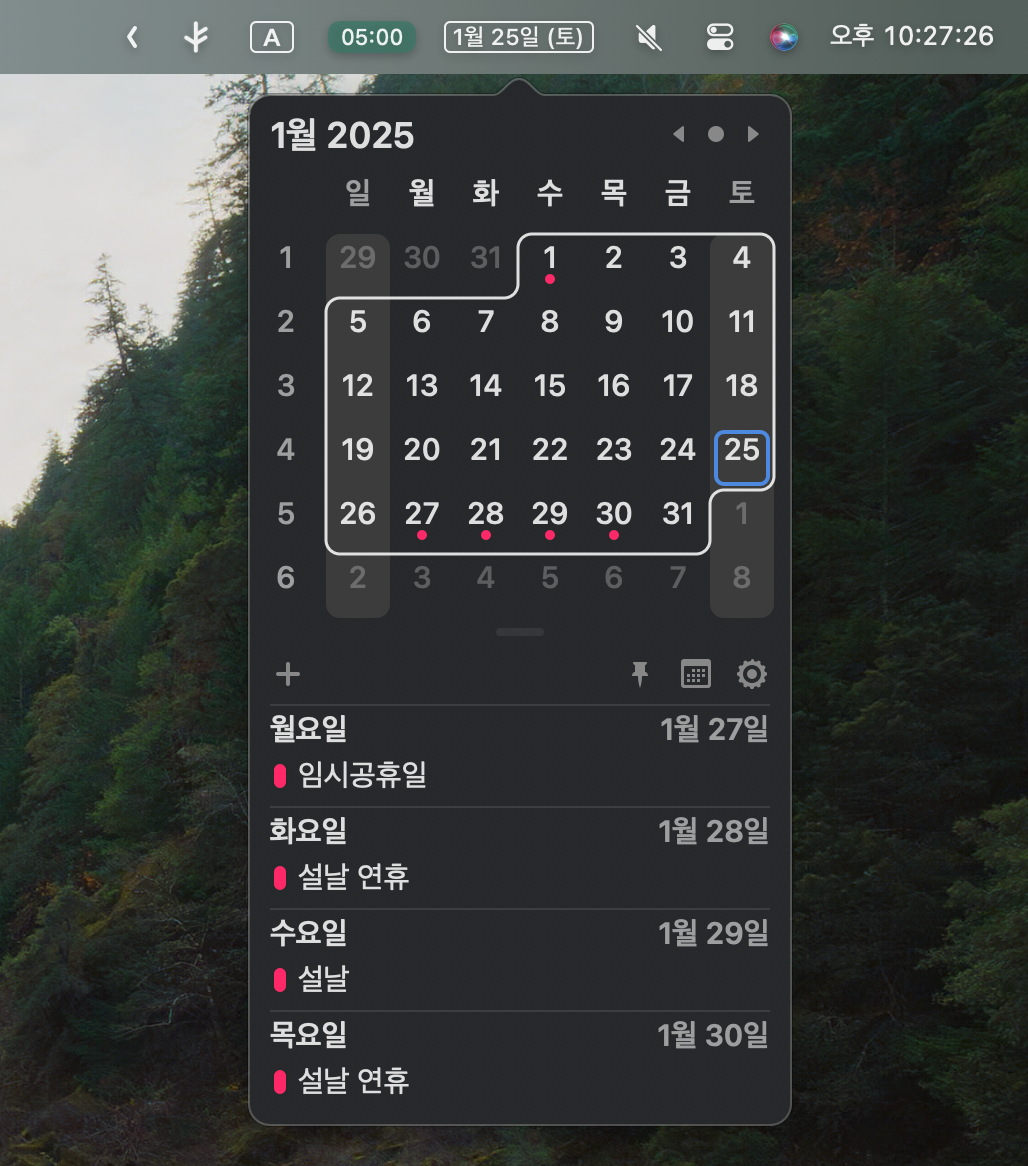 A 05:00 1월 25일 (토) 오후 10:27:26
1월 2025
일 월 화 수 목 금 토
1 29 30 31 1 2 3 4
2 5 6 7 8 9 10 11
3 12 13 14 15 16 17 18
4 19 20 21 22 23 24 25
5 26 27 28 29 30 31 1
6 2 3 4 5 6 7 8
월요일 1월 27일
임시공휴일
화요일 1월 28일
설날 연휴
수요일 1월 29일
설날
목요일 1월 30일
설날 연휴